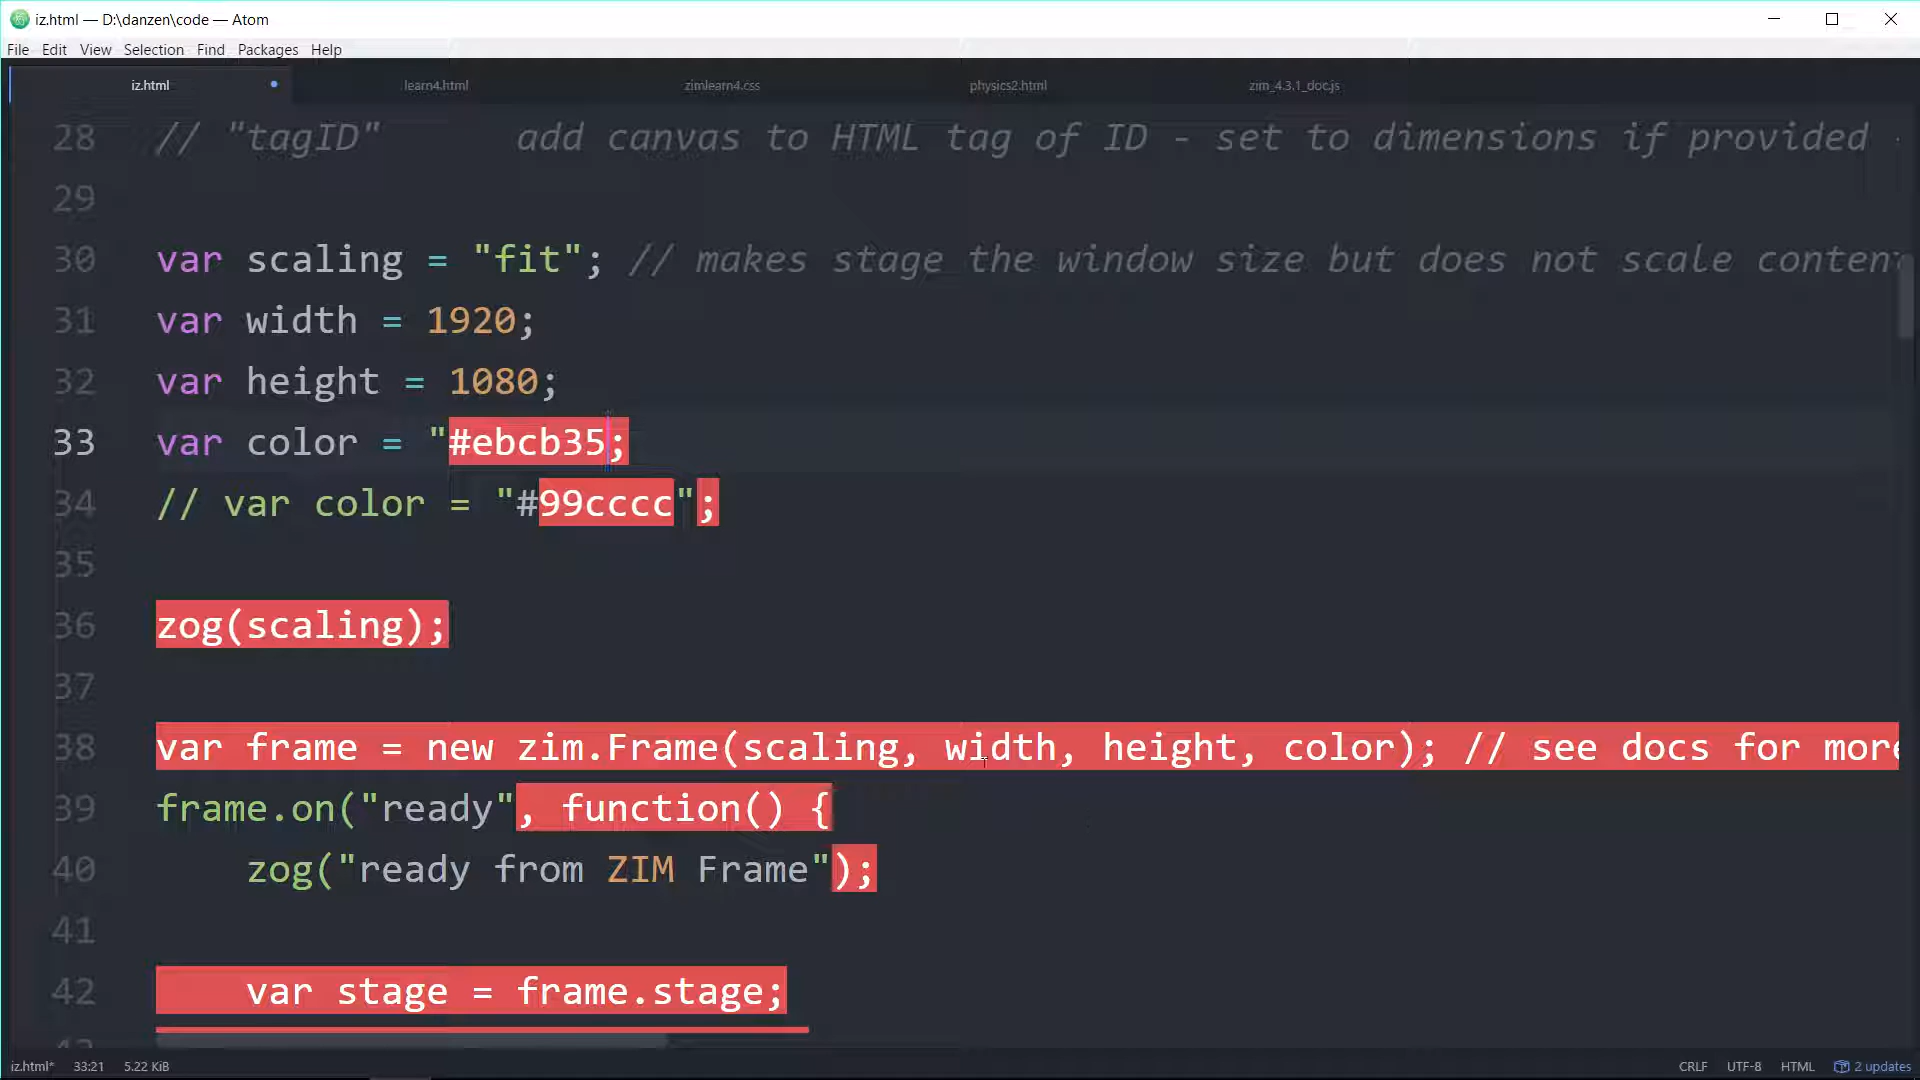 iz.html — D:\danzen\code — Atom
File Edit View Selection Find Packages Help
iz.html learn4.html zimlearn4.css physics2.html zim_4.3.1_doc.js
28 // "tagID" add canvas to HTML tag of ID - set to dimensions if provided -
29
30 var scaling = "fit"; // makes stage the window size but does not scale content
31 var width = 1920;
32 var height = 1080;
33 var color = "#ebcb35;
34 // var color = "#99cccc";
35
36 zog(scaling);
37
38 var frame = new zim.Frame(scaling, width, height, color); // see docs for more
39 frame.on("ready", function() {
40 zog("ready from ZIM Frame");
41
42 var stage = frame.stage;
iz.html* 33:21 5.22 KiB CRLF UTF-8 HTML 2 updates